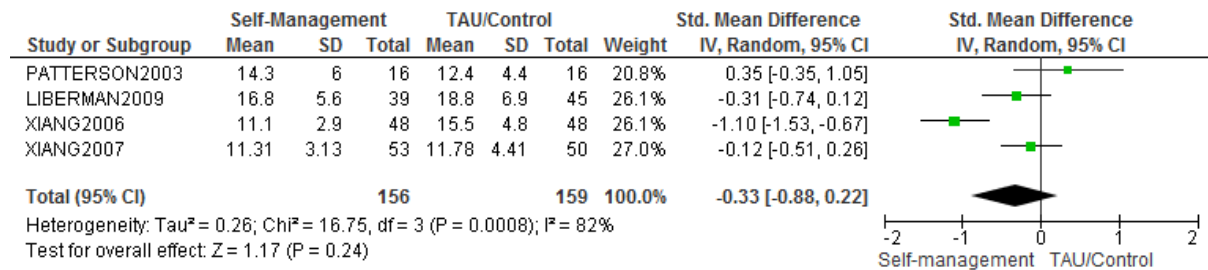 Self-Management TAU/Control Std. Mean Difference Std. Mean Difference
Study or Subgroup Mean SD Total Mean SD Total Weight IV, Random, 95% CI IV, Random, 95% CI
PATTERSON2003 14.3 6 16 12.4 4.4 16 20.8% 0.35 [-0.35, 1.05]
LIBERMAN2009 16.8 5.6 39 18.8 6.9 45 26.1% -0.31 [-0.74, 0.12]
XIANG2006 11.1 2.9 48 15.5 4.8 48 26.1% -1.10 [-1.53, -0.67]
XIANG2007 11.31 3.13 53 11.78 4.41 50 27.0% -0.12 [-0.51, 0.26]
Total (95% CI) 156 159 100.0% -0.33 [-0.88, 0.22]
Heterogeneity: Tau² = 0.26; Chi² = 16.75, df = 3 (P = 0.0008); I² = 82%
Test for overall effect: Z = 1.17 (P = 0.24)
-2 -1 0 1 2
Self-management TAU/Control